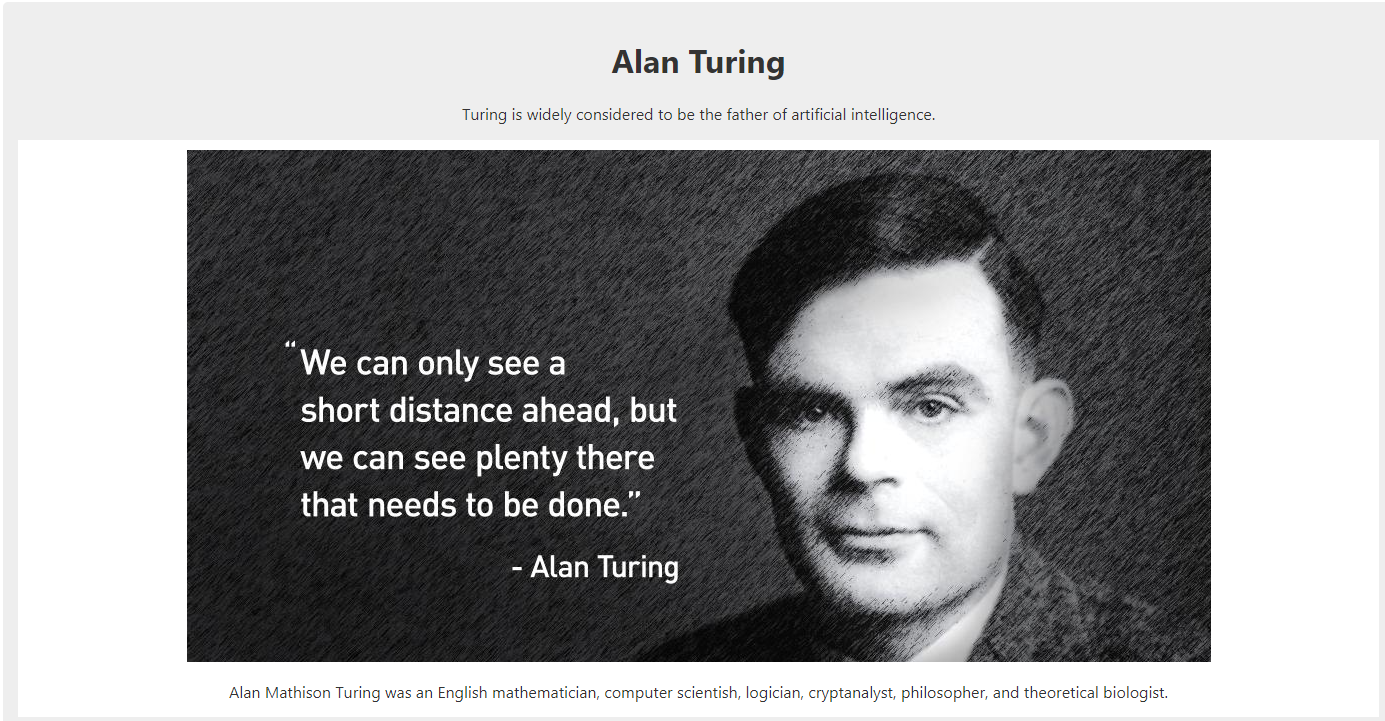 Alan Turing
Turing is widely considered to be the father of artificial intelligence.
“We can only see a
short distance ahead, but
we can see plenty there
that needs to be done.”
- Alan Turing
Alan Mathison Turing was an English mathematician, computer scientish, logician, cryptanalyst, philosopher, and theoretical biologist.